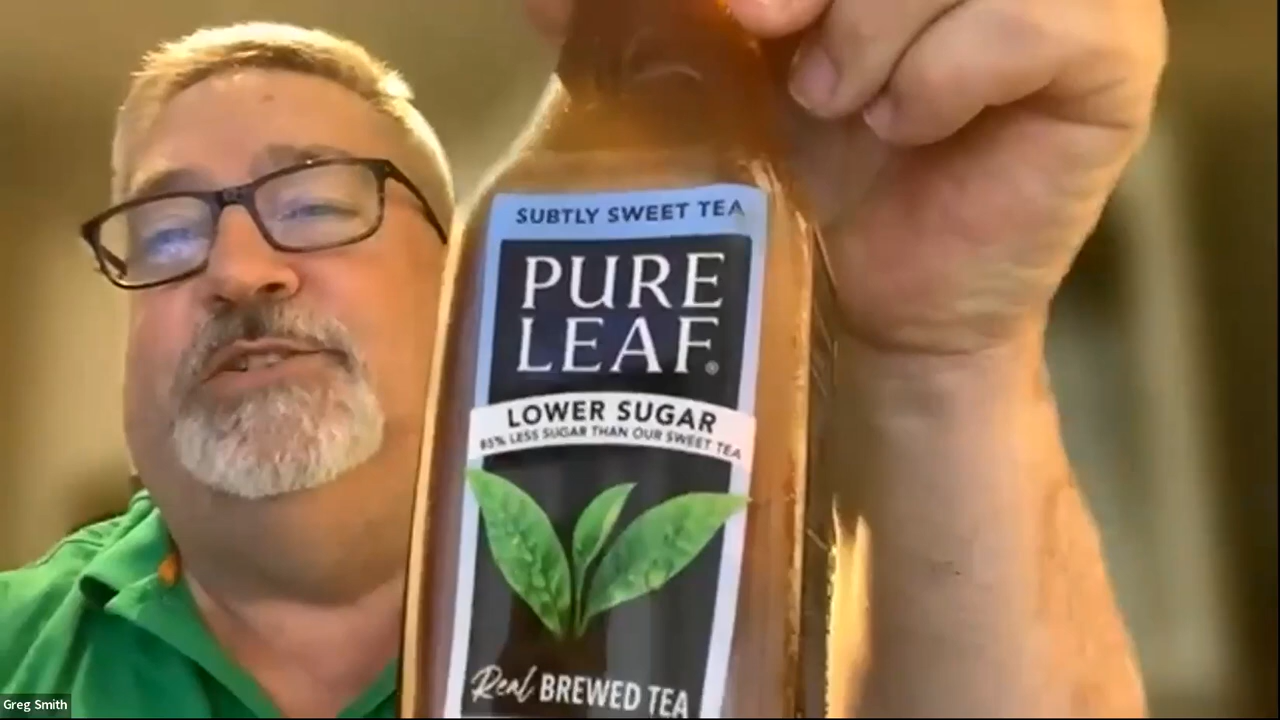 SUBTLY SWEET TEA
PURE
LEAF®
LOWER SUGAR
85% LESS SUGAR THAN OUR SWEET TEA
Real BREWED TEA
Greg Smith